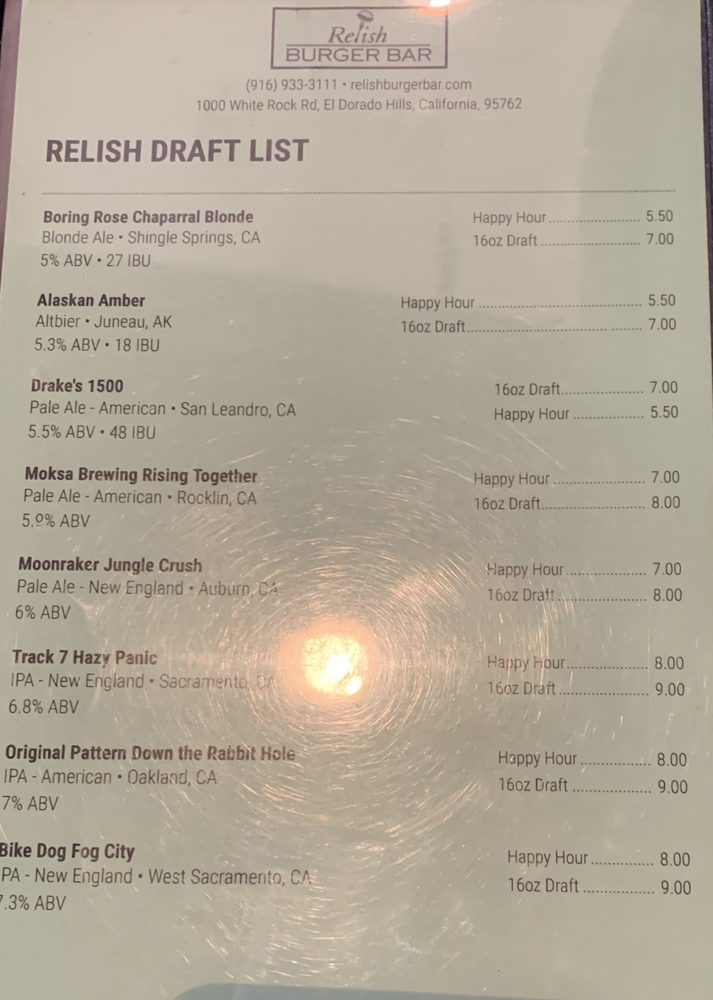 Relish
BURGER BAR
(916) 933-3111 • relishburgerbar.com
1000 White Rock Rd, El Dorado Hills, California, 95762
RELISH DRAFT LIST
Boring Rose Chaparral Blonde
Happy Hour 5.50
Blonde Ale • Shingle Springs, CA
16oz Draft 7.00
5% ABV • 27 IBU
Alaskan Amber
Happy Hour 5.50
Altbier • Juneau, AK
16oz Draft 7.00
5.3% ABV • 18 IBU
Drake's 1500
16oz Draft 7.00
Pale Ale - American • San Leandro, CA
Happy Hour 5.50
5.5% ABV • 48 IBU
Moksa Brewing Rising Together
Happy Hour 7.00
Pale Ale - American • Rocklin, CA
16oz Draft 8.00
ABV
Moonraker Jungle Crush
Happy Hour 7.00
Pale Ale - New England • Auburn, CA
16oz Draft 8.00
6% ABV
Track 7 Hazy Panic
Happy Hour 8.00
IPA - New England • Sacramento, CA
16oz Draft 9.00
6.8% ABV
Original Pattern Down the Rabbit Hole
Happy Hour 8.00
IPA - American • Oakland, CA
16oz Draft 9.00
7% ABV
Bike Dog Fog City
Happy Hour 8.00
PA - New England • West Sacramento, CA
16oz Draft 9.00
7.3% ABV